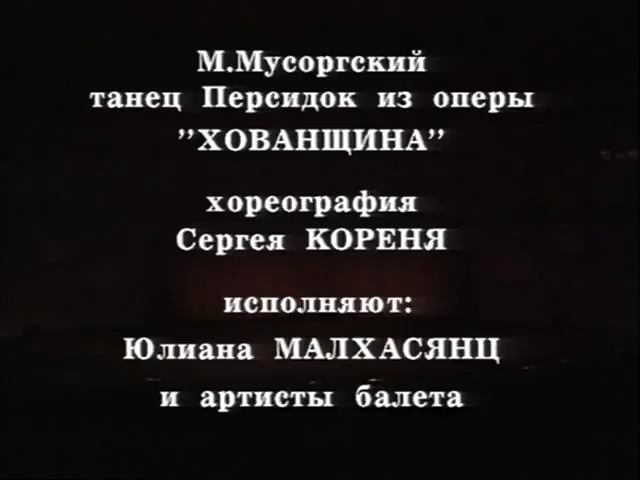 М.Мусоргский
танец Персидок из оперы
”ХОВАНЩИНА”
хореография
Сергея КОРЕНЯ
исполняют:
Юлиана МАЛХАСЯНЦ
и артисты балета